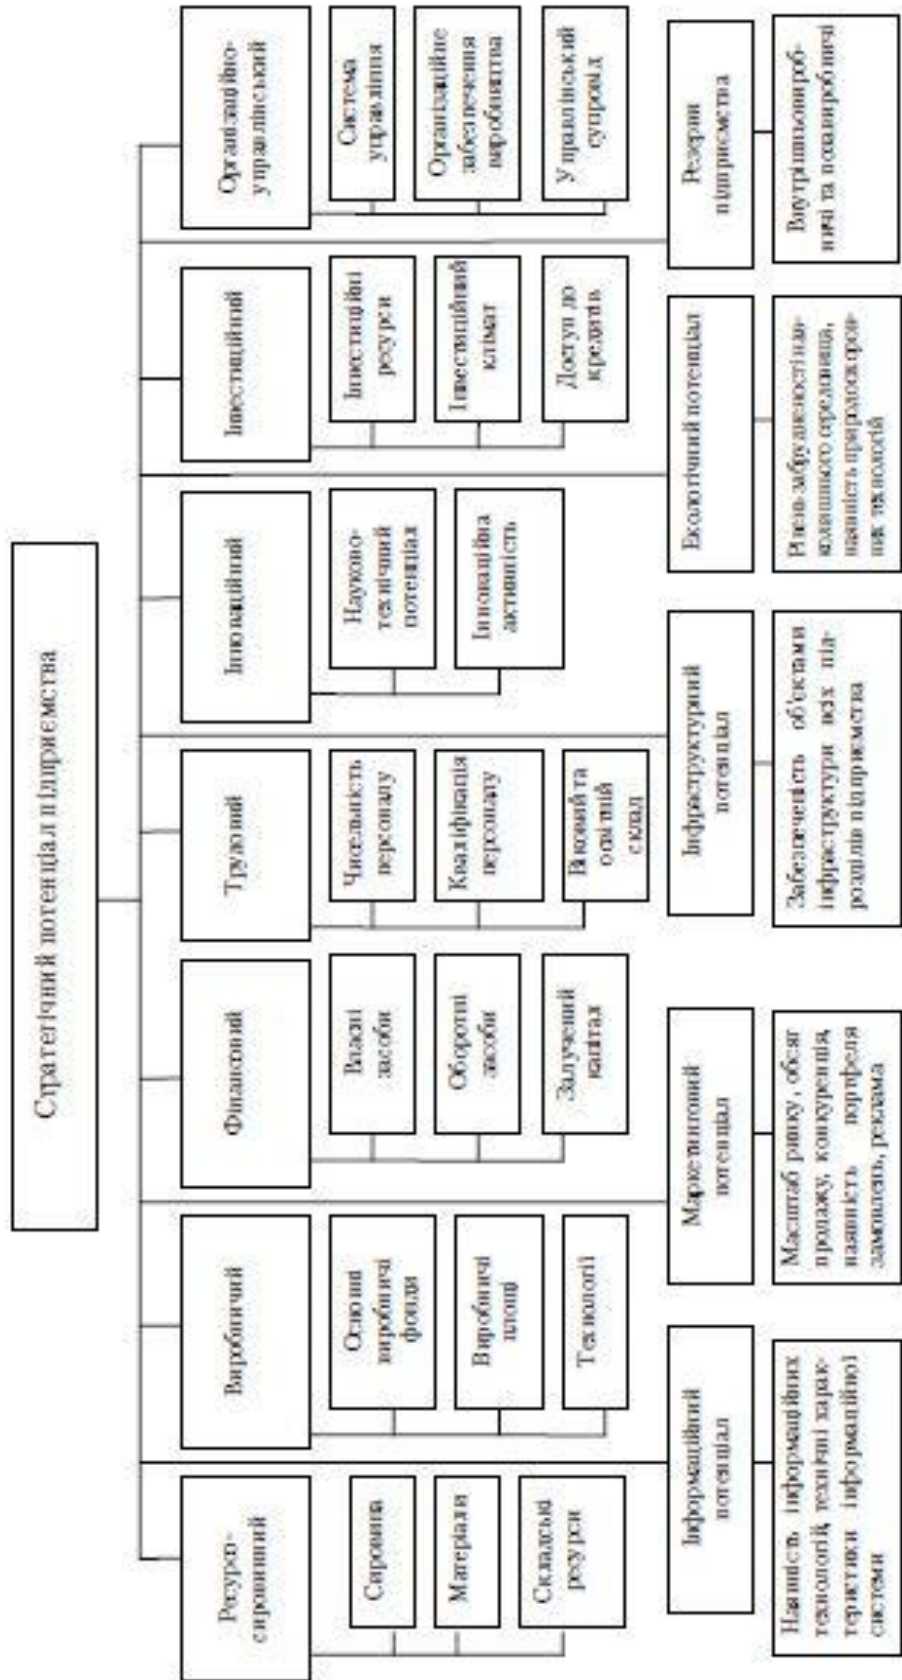 Стратегічний потенціал підприємства
Ресурсо-
сировинний
Сировина
Матеріали
Складські
ресурси
Виробничий
Основні
виробничі
фонди
Виробничі
площі
Технології
Фінансовий
Власні
засоби
Оборотні
засоби
Залучений
капітал
Трудовий
Чисельність
персоналу
Кваліфікація
персоналу
Віковий та
освітній
склад
Інноваційний
Науково-
технічний
потенціал
Інноваційна
активність
Інвестиційний
Інвестиційні
ресурси
Інвестиційний
клімат
Доступ до
кредитів
Організаційно-
управлінський
Система
управління
Організаційне
забезпечення
виробництва
Управлінський
супровід
Інформаційний
потенціал
Наявність інформаційних
технологій, технічні харак-
теристики інформаційної
системи
Маркетинговий
потенціал
Масштаб ринку, обсяг
продажу, конкуренція,
наявність портфеля
замовлень, реклама
Інфраструктурний
потенціал
Забезпеченість об'єктами
інфраструктури всіх під-
розділів підприємства
Екологічний потенціал
Рівень забрудненості нав-
колишнього середовища,
наявність природоохорон-
них технологій
Резерви
підприємства
Внутрішньовироб-
ничі та позавиробничі